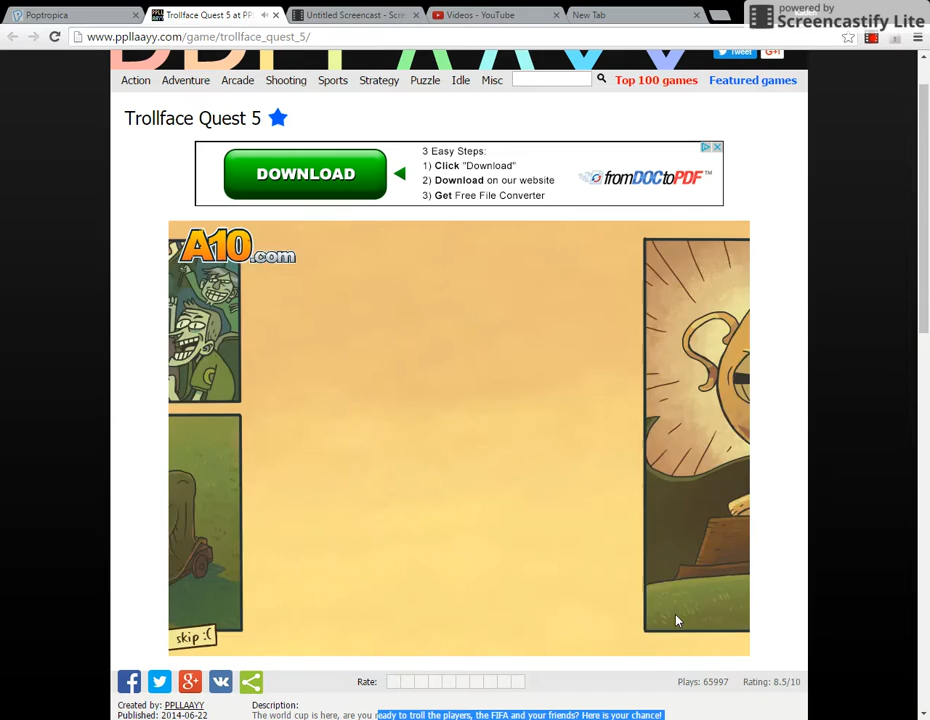 powered by
Screencastify Lite
Poptropica
Trollface Quest 5 at PP
Untitled Screencast - Scre
Videos - YouTube
New Tab
www.ppllaayy.com/game/trollface_quest_5/
Tweet
G+1
Action Adventure Arcade Shooting Sports Strategy Puzzle Idle Misc Top 100 games Featured games
Trollface Quest 5
DOWNLOAD
3 Easy Steps:
1) Click "Download"
2) Download on our website
3) Get Free File Converter
fromDOCtoPDF™
A10.com
skip :(
Rate:
Plays: 65997
Rating: 8.5/10
Created by: PPLLAAYY
Published: 2014-06-22
Description:
The world cup is here, are you ready to troll the players, the FIFA and your friends? Here is your chance!